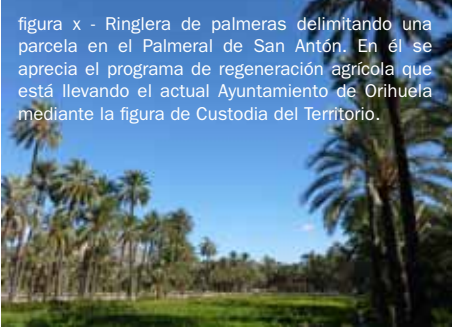 figura x - Ringlera de palmeras delimitando una
parcela en el Palmeral de San Antón. En él se
aprecia el programa de regeneración agrícola que
está llevando el actual Ayuntamiento de Orihuela
mediante la figura de Custodia del Territorio.